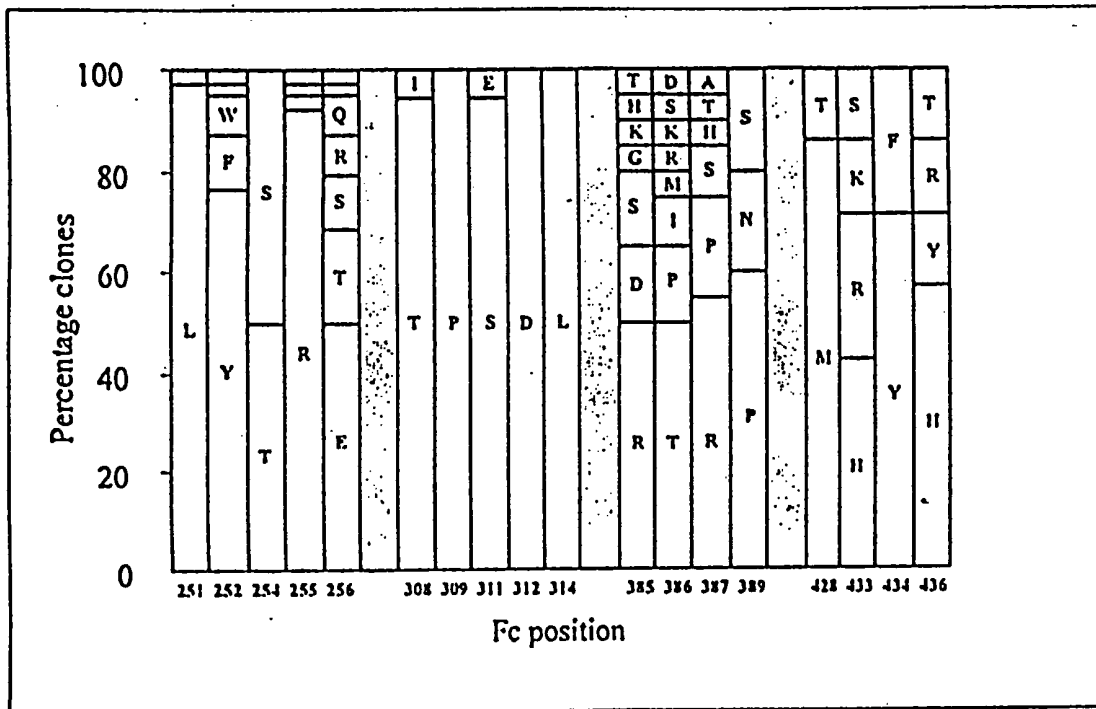 Percentage clones
100
80
60
40
20
0
L
W
F
Y
S
T
R
Q
R
S
T
E
I
T
P
E
S
D
L
T
H
K
G
S
D
R
D
S
K
R
M
I
P
T
A
T
H
S
P
R
S
N
P
T
M
S
K
R
H
F
Y
T
R
Y
H
251 252 254 255 256 308 309 311 312 314 385 386 387 389 428 433 434 436
Fc position